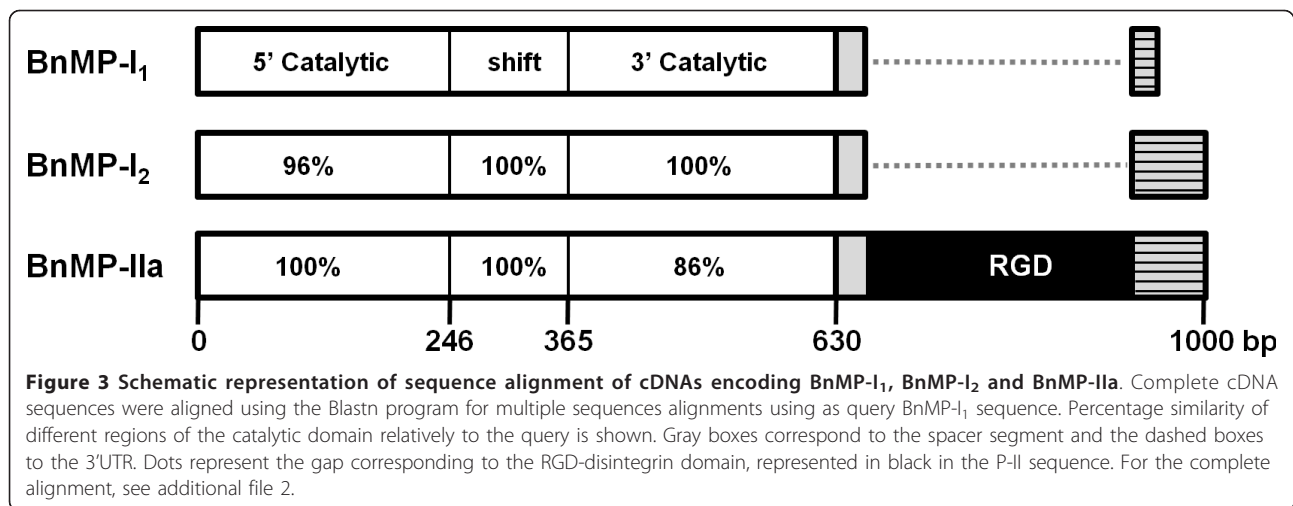 BnMP-I₁ 5’ Catalytic shift 3’ Catalytic
BnMP-I₂ 96% 100% 100%
BnMP-IIa 100% 100% 86% RGD
0 246 365 630 1000 bp
Figure 3 Schematic representation of sequence alignment of cDNAs encoding BnMP-I₁, BnMP-I₂ and BnMP-IIa. Complete cDNA
sequences were aligned using the Blastn program for multiple sequences alignments using as query BnMP-I₁ sequence. Percentage similarity of
different regions of the catalytic domain relatively to the query is shown. Gray boxes correspond to the spacer segment and the dashed boxes
to the 3’UTR. Dots represent the gap corresponding to the RGD-disintegrin domain, represented in black in the P-II sequence. For the complete
alignment, see additional file 2.